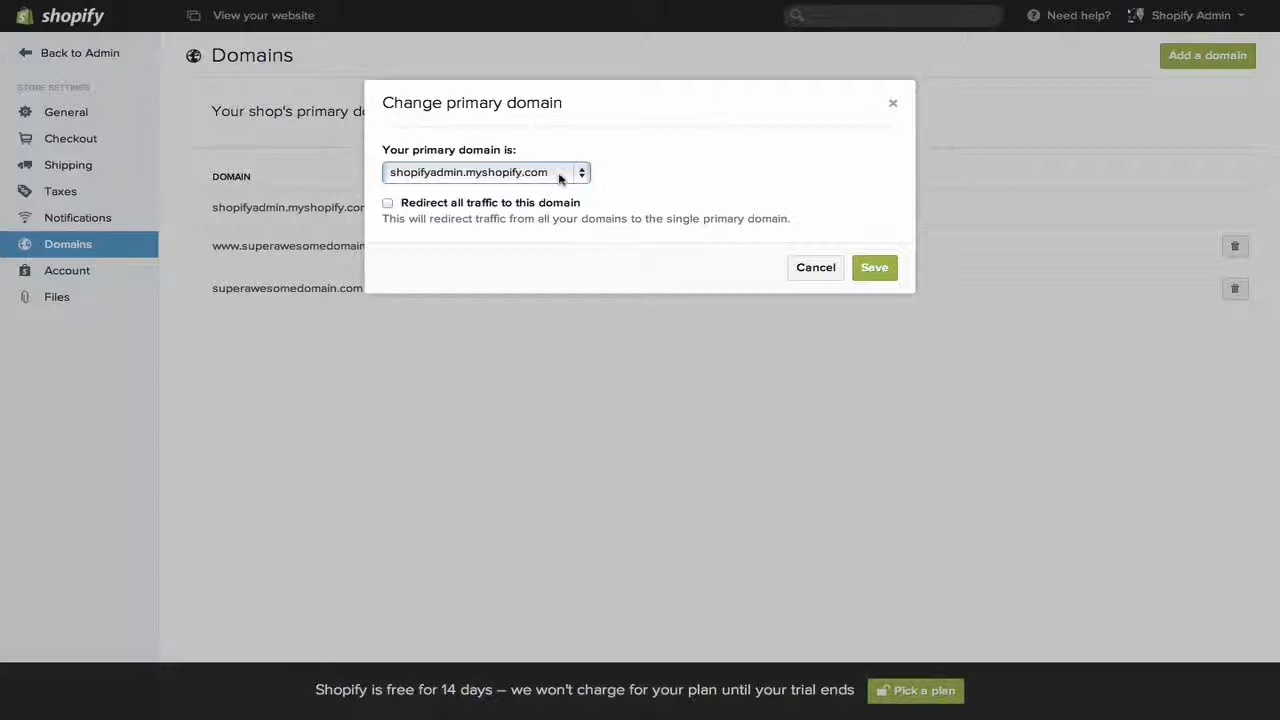 shopify
View your website
Need help?
Shopify Admin
Back to Admin
STORE SETTINGS
General
Checkout
Shipping
Taxes
Notifications
Domains
Account
Files
Domains
Add a domain
Your shop's primary d
DOMAIN
shopifyadmin.myshopify.com
www.superawesomedomain
superawesomedomain.com
Change primary domain
×
Your primary domain is:
shopifyadmin.myshopify.com
Redirect all traffic to this domain
This will redirect traffic from all your domains to the single primary domain.
Cancel
Save
Shopify is free for 14 days – we won't charge for your plan until your trial ends
Pick a plan